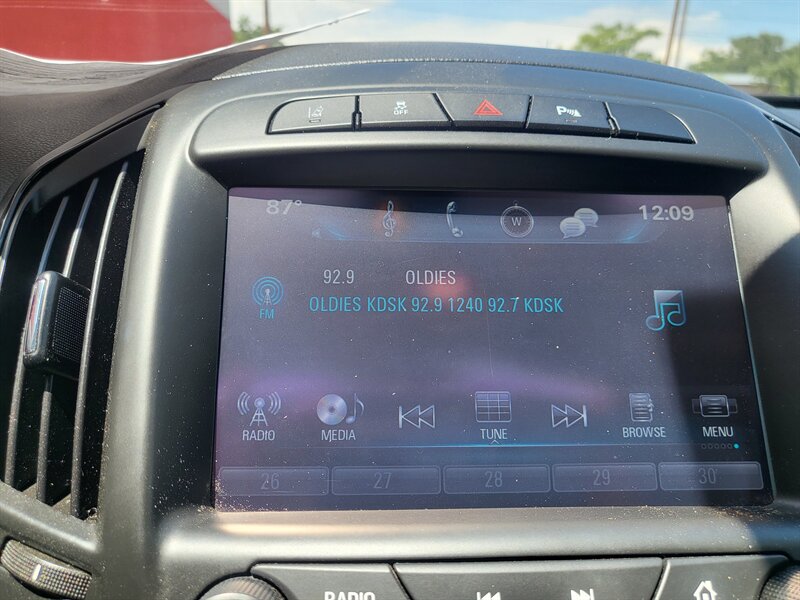 OFF P
87° W 12:09
92.9 OLDIES
FM OLDIES KDSK 92.9 1240 92.7 KDSK
RADIO MEDIA TUNE BROWSE MENU
26 27 28 29 30
RADIO